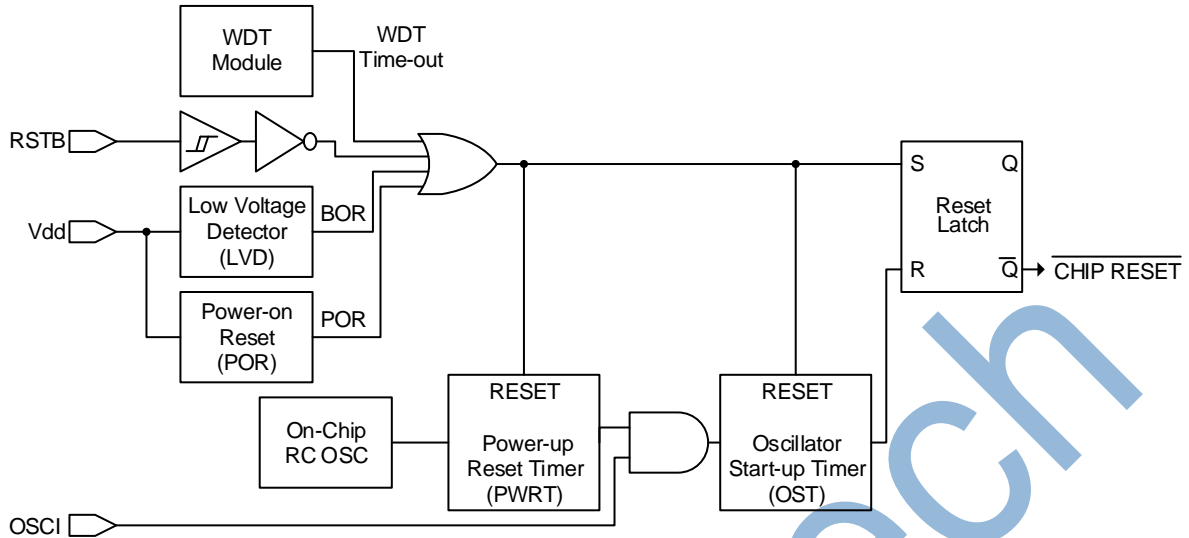 WDT
Module
WDT
Time-out
RSTB
Low Voltage
Detector
(LVD)
BOR
Vdd
Power-on
Reset
(POR)
POR
S
Q
Reset
Latch
R
Q
CHIP RESET
On-Chip
RC OSC
RESET
Power-up
Reset Timer
(PWRT)
RESET
Oscillator
Start-up Timer
(OST)
OSCI
ch